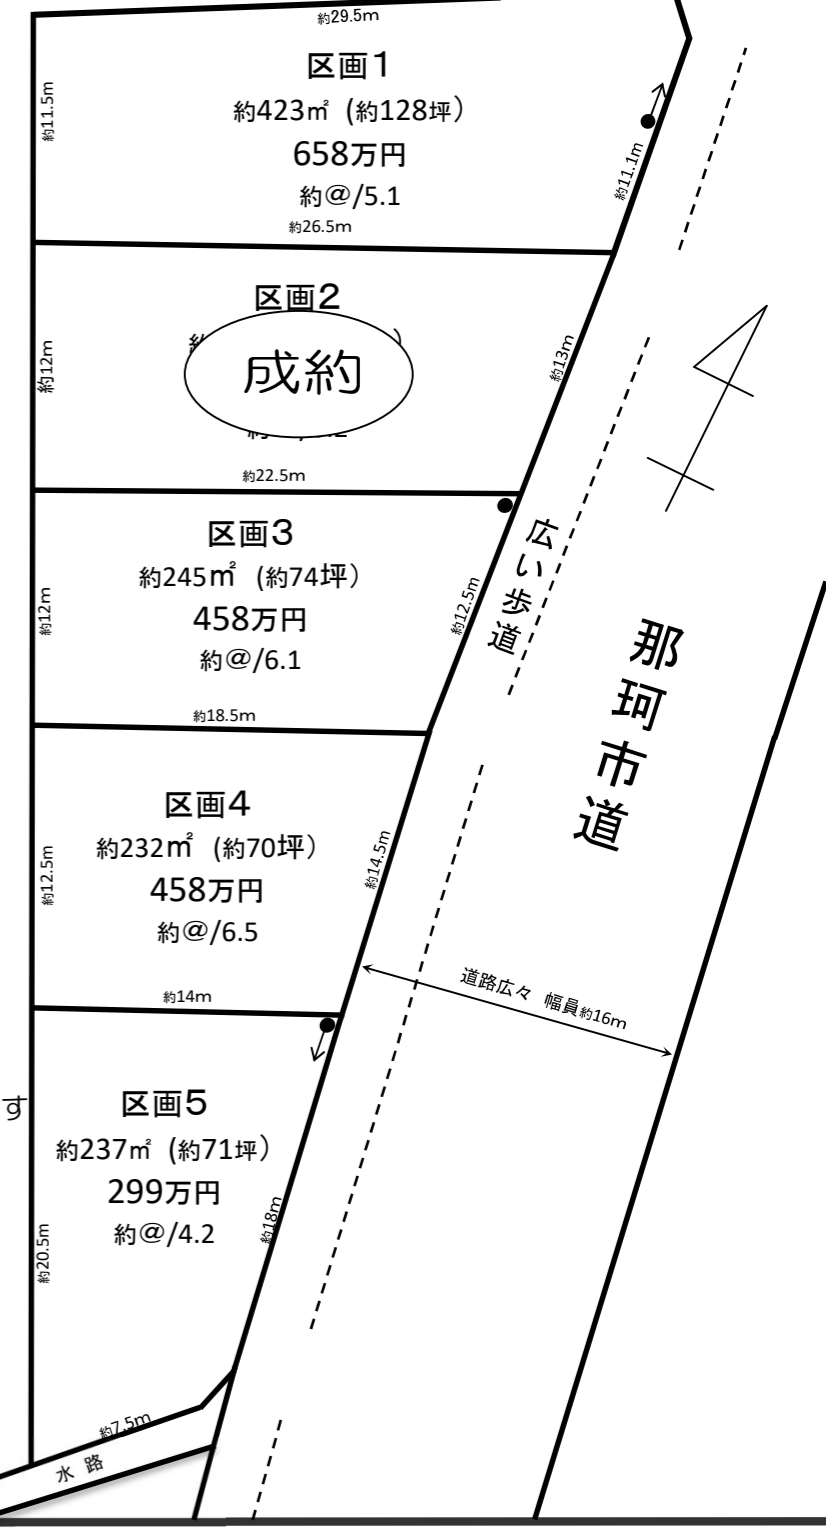 約29.5m
区画1
約11.5m
約423㎡ (約128坪)
658万円
約@/5.1
約11.1m
約26.5m
区画2
成約
約12m
約13m
約22.5m
区画3
約245㎡ (約74坪)
458万円
約@/6.1
約12m
約12.5m
約18.5m
広い歩道
那珂市道
区画4
約232㎡ (約70坪)
458万円
約@/6.5
約12.5m
約14.5m
約14m
道路広々 幅員約16m
区画5
約237㎡ (約71坪)
299万円
約@/4.2
約20.5m
約18m
す
約7.5m
水路